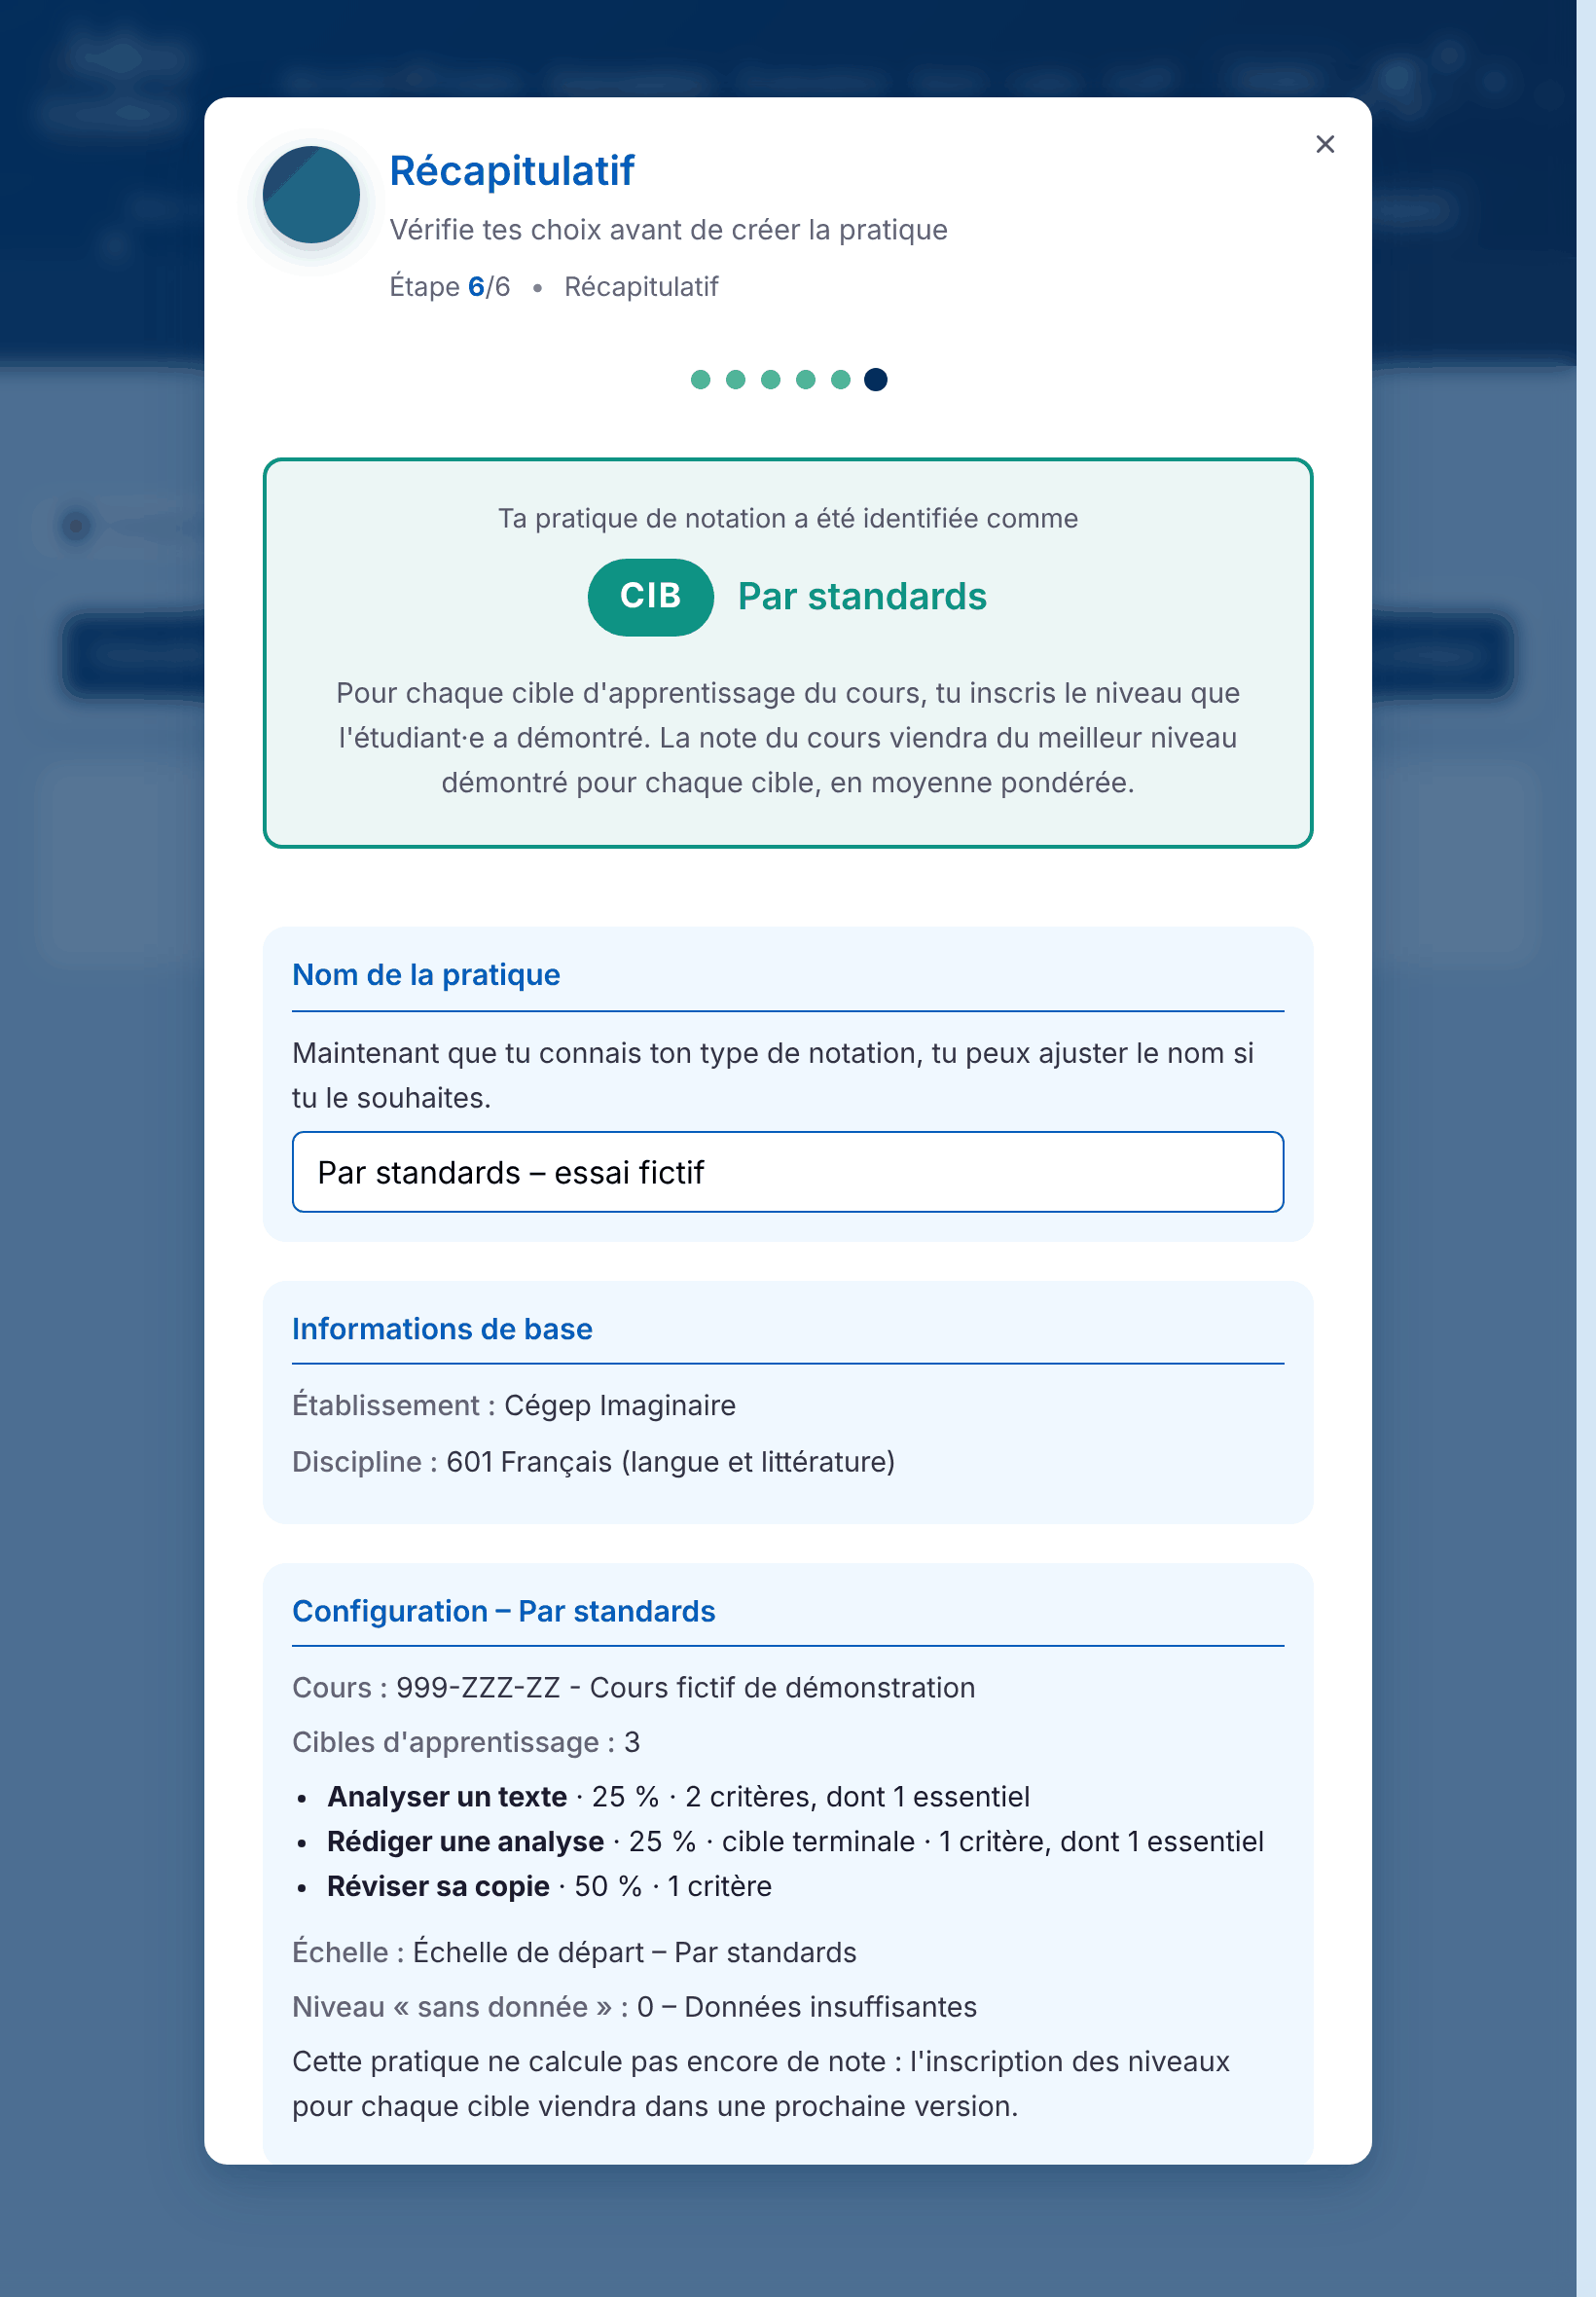 ×
Récapitulatif
Vérifie tes choix avant de créer la pratique
Étape 6/6 • Récapitulatif
Ta pratique de notation a été identifiée comme
CIB Par standards
Pour chaque cible d'apprentissage du cours, tu inscris le niveau que
l'étudiant·e a démontré. La note du cours viendra du meilleur niveau
démontré pour chaque cible, en moyenne pondérée.
Nom de la pratique
Maintenant que tu connais ton type de notation, tu peux ajuster le nom si
tu le souhaites.
Par standards – essai fictif
Informations de base
Établissement : Cégep Imaginaire
Discipline : 601 Français (langue et littérature)
Configuration – Par standards
Cours : 999-ZZZ-ZZ - Cours fictif de démonstration
Cibles d'apprentissage : 3
• Analyser un texte · 25 % · 2 critères, dont 1 essentiel
• Rédiger une analyse · 25 % · cible terminale · 1 critère, dont 1 essentiel
• Réviser sa copie · 50 % · 1 critère
Échelle : Échelle de départ – Par standards
Niveau « sans donnée » : 0 – Données insuffisantes
Cette pratique ne calcule pas encore de note : l'inscription des niveaux
pour chaque cible viendra dans une prochaine version.